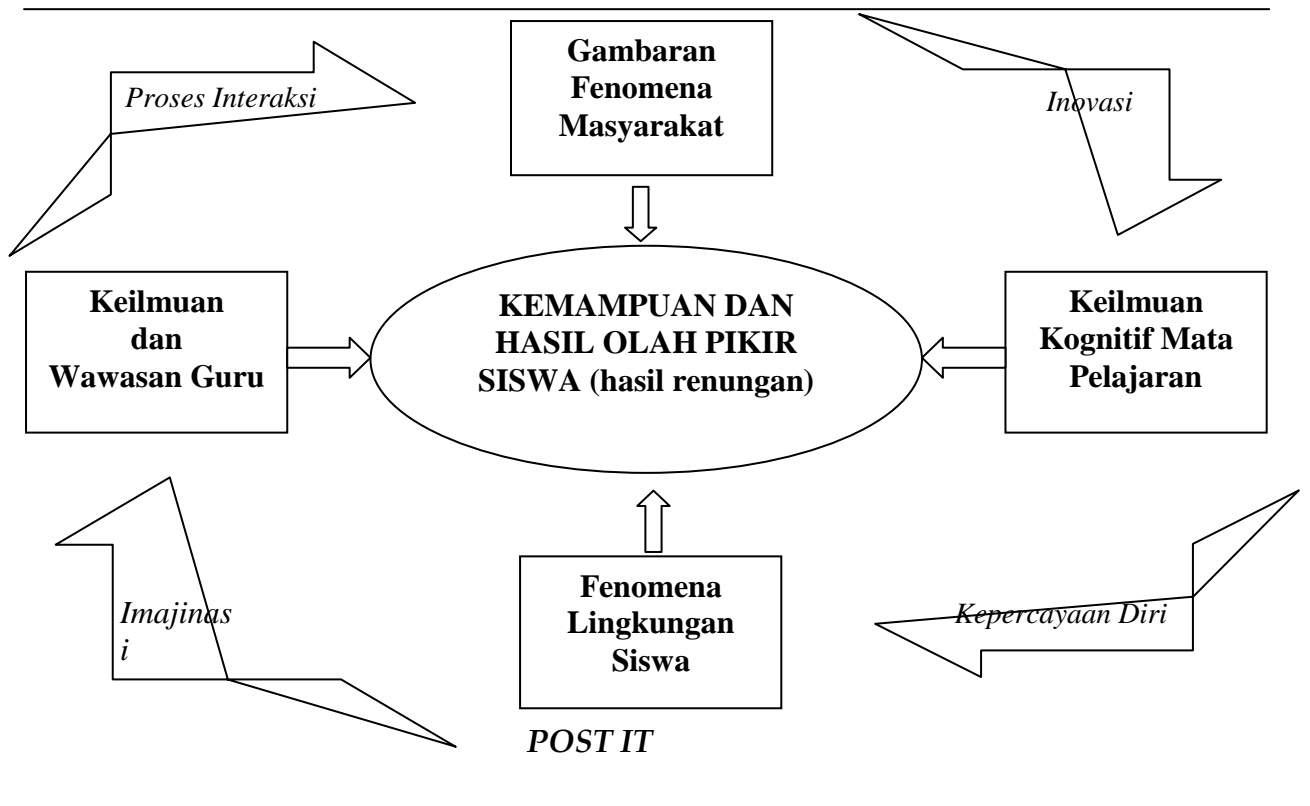 Gambaran
Fenomena
Masyarakat
Proses Interaksi
Inovasi
Keilmuan
dan
Wawasan Guru
KEMAMPUAN DAN
HASIL OLAH PIKIR
SISWA (hasil renungan)
Keilmuan
Kognitif Mata
Pelajaran
Imajinas
i
Fenomena
Lingkungan
Siswa
Kepercayaan Diri
POST IT